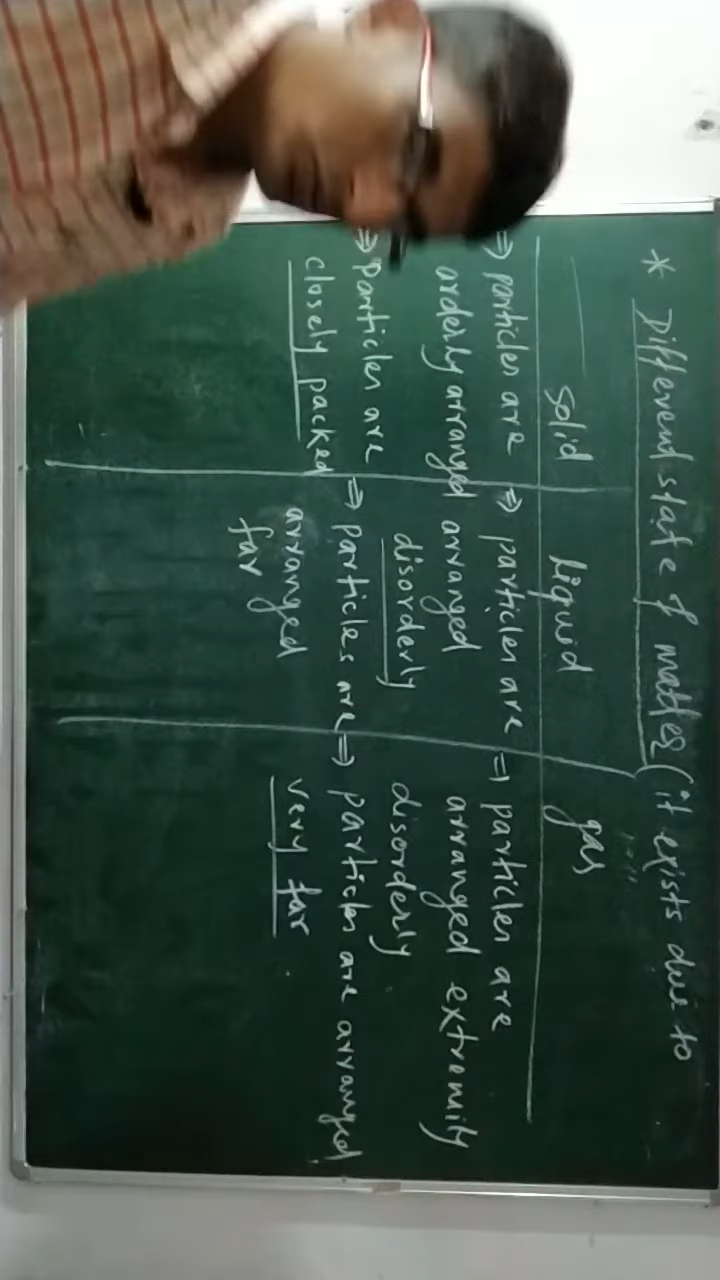 * Differend state of matter (it exists due to
Solid
liquid
gas
⇒ particles are
orderly arranged
⇒ particles are
closely packed
⇒ particles are
arranged
disorderly
⇒ particles are
arranged
far
⇒ particles are
arranged extremity
disorderly
⇒ particles are arranged
very far